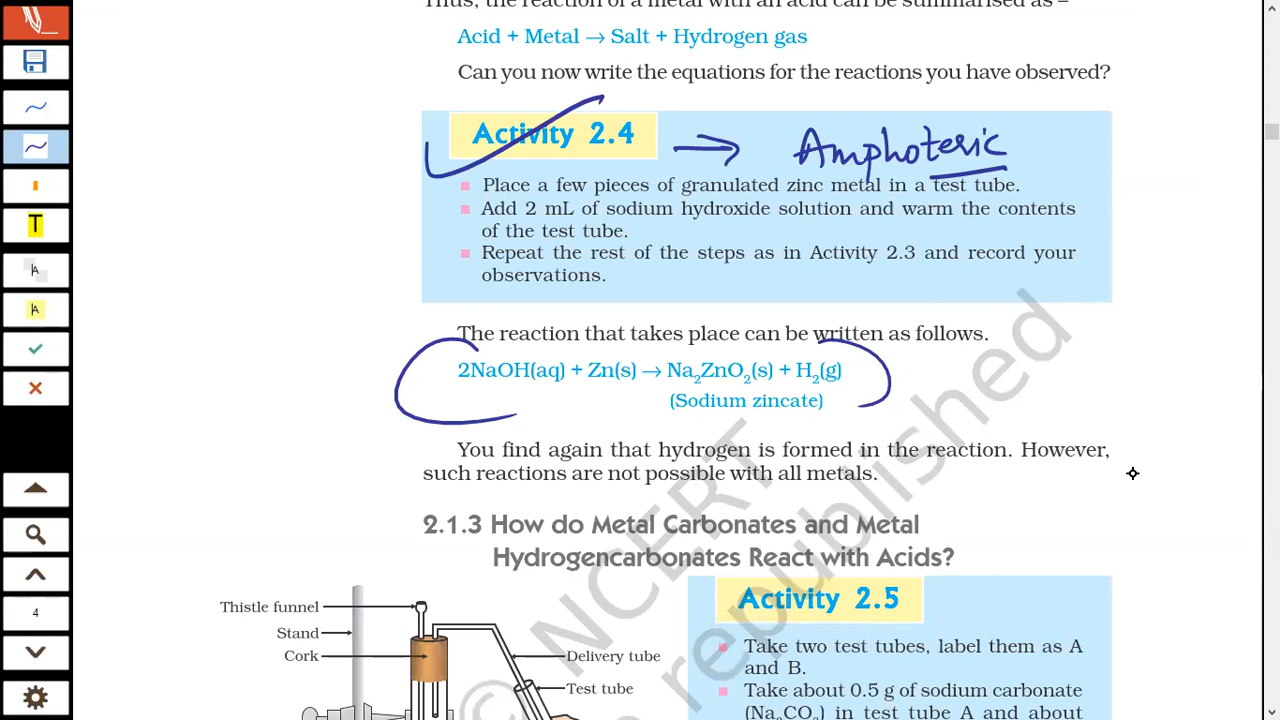 Thus, the reaction of a metal with an acid can be summarised as –
Acid + Metal → Salt + Hydrogen gas
Can you now write the equations for the reactions you have observed?
Activity 2.4 → Amphoteric
Place a few pieces of granulated zinc metal in a test tube.
Add 2 mL of sodium hydroxide solution and warm the contents
of the test tube.
Repeat the rest of the steps as in Activity 2.3 and record your
observations.
The reaction that takes place can be written as follows.
2NaOH(aq) + Zn(s) → Na₂ZnO₂(s) + H₂(g)
(Sodium zincate)
You find again that hydrogen is formed in the reaction. However,
such reactions are not possible with all metals.
2.1.3 How do Metal Carbonates and Metal
Hydrogencarbonates React with Acids?
Thistle funnel
Stand
Cork
Delivery tube
Test tube
Activity 2.5
Take two test tubes, label them as A
and B.
Take about 0.5 g of sodium carbonate
(Na₂CO₃) in test tube A and about
© NCERT
republished
T
A
A
4